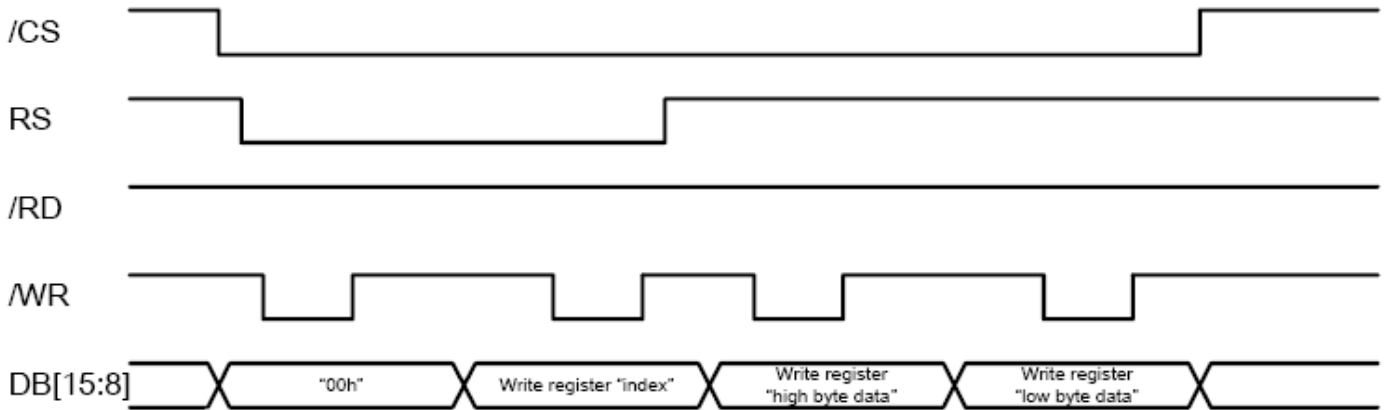 /CS
RS
/RD
/WR
DB[15:8]
"00h"
Write register "index"
Write register
"high byte data"
Write register
"low byte data"